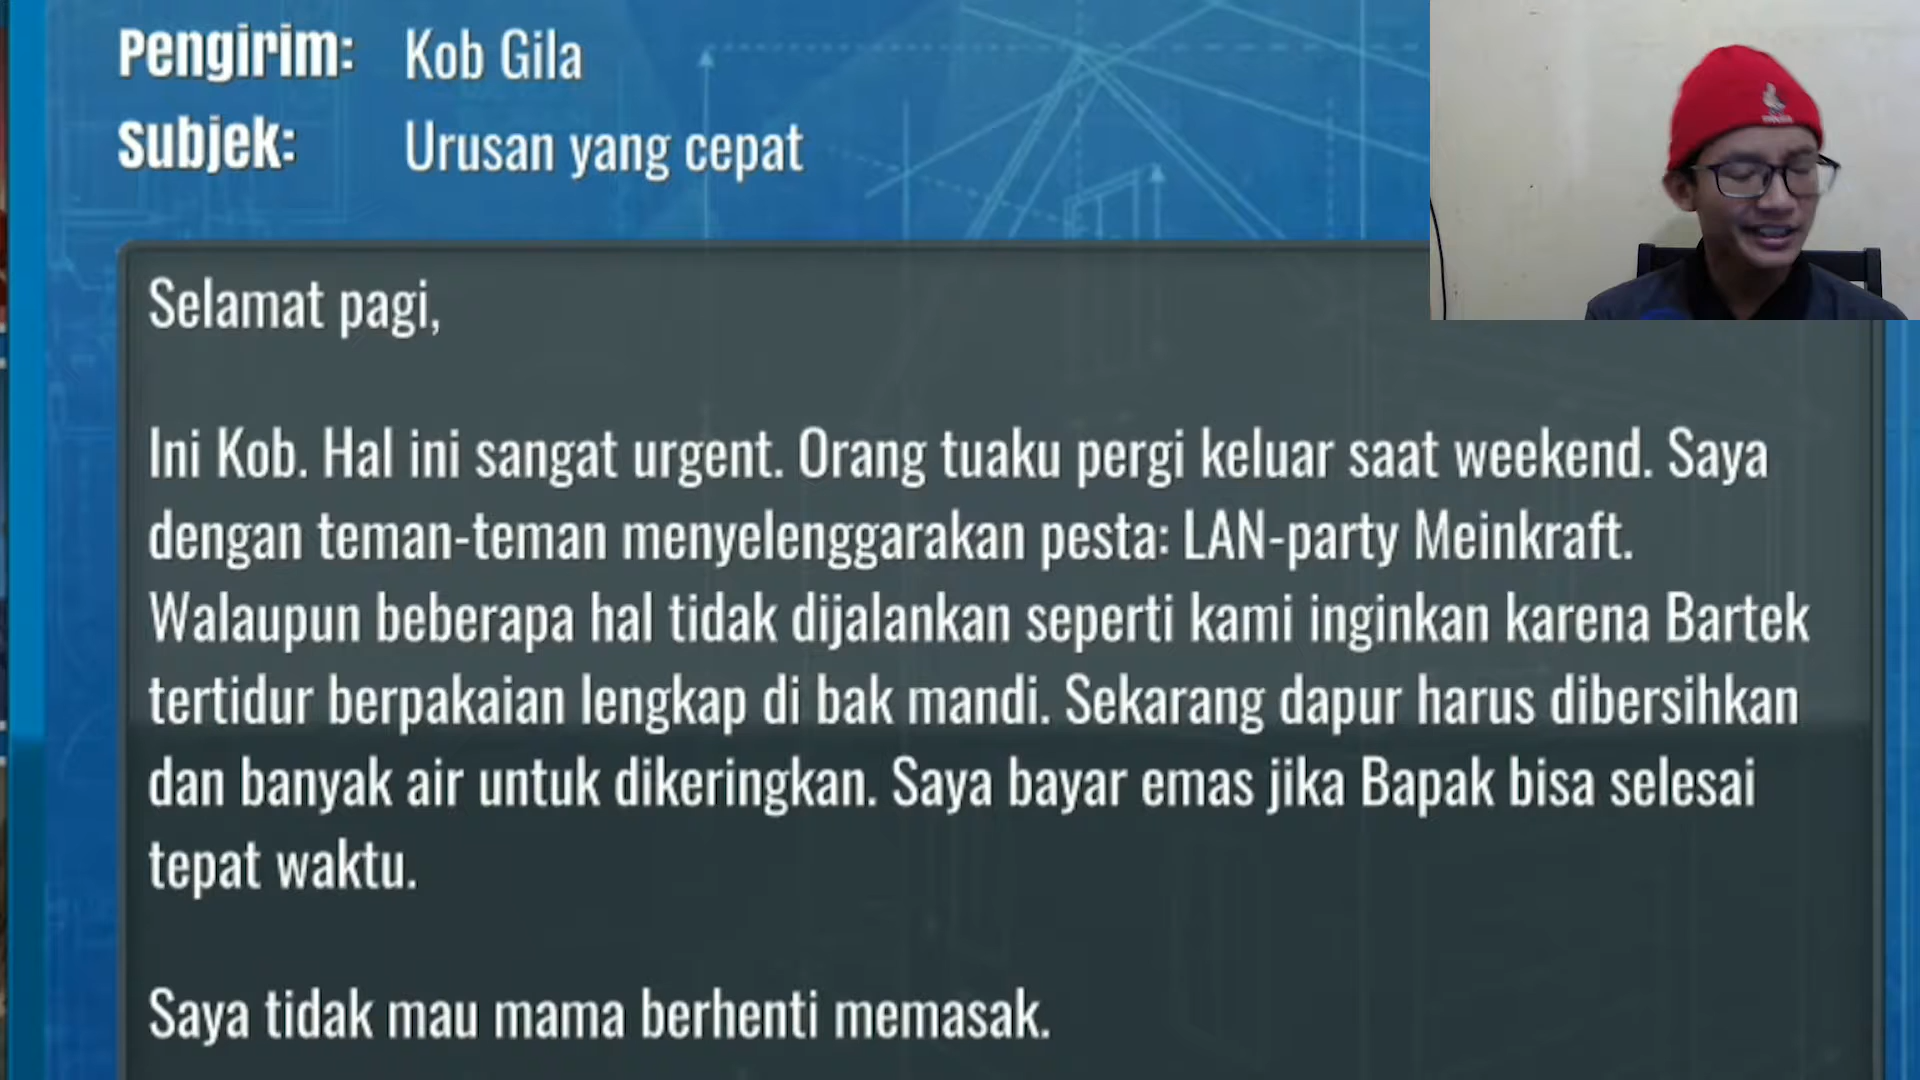 Pengirim: Kob Gila
Subjek: Urusan yang cepat
Selamat pagi,
Ini Kob. Hal ini sangat urgent. Orang tuaku pergi keluar saat weekend. Saya
dengan teman-teman menyelenggarakan pesta: LAN-party Meinkraft.
Walaupun beberapa hal tidak dijalankan seperti kami inginkan karena Bartek
tertidur berpakaian lengkap di bak mandi. Sekarang dapur harus dibersihkan
dan banyak air untuk dikeringkan. Saya bayar emas jika Bapak bisa selesai
tepat waktu.
Saya tidak mau mama berhenti memasak.